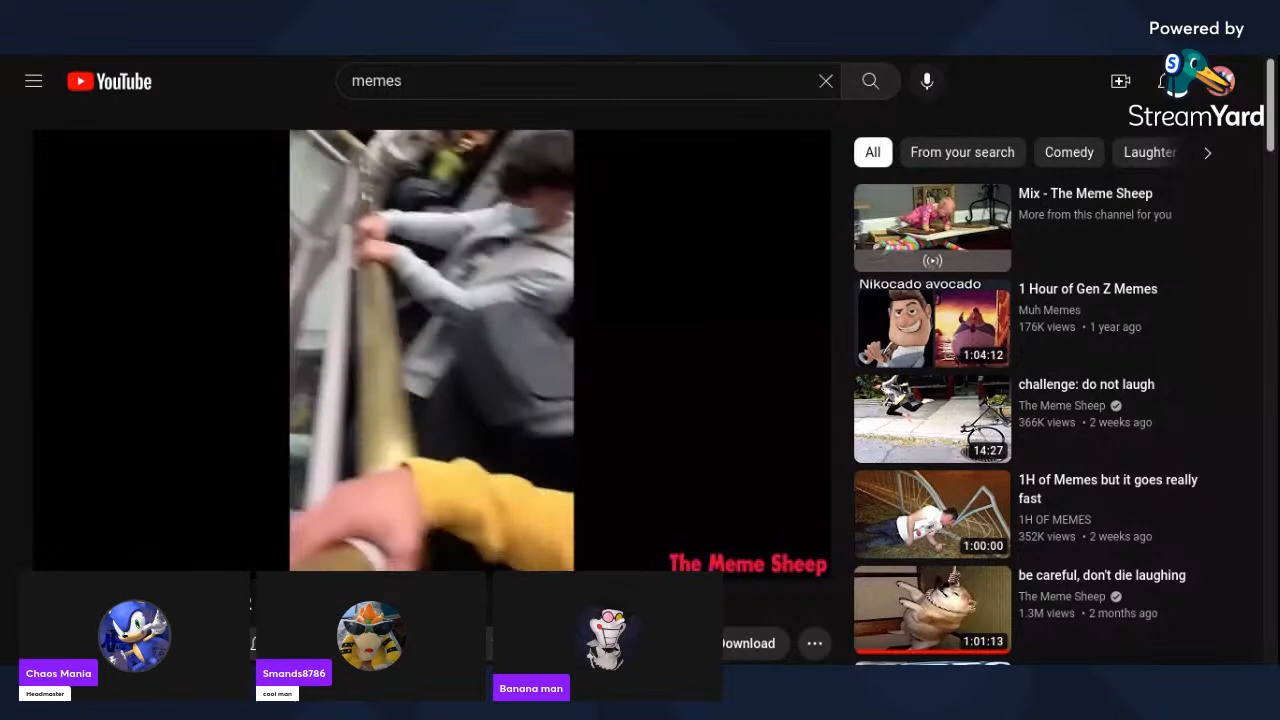 Powered by
StreamYard
YouTube
memes
All
From your search
Comedy
Laughter
Mix - The Meme Sheep
More from this channel for you
Nikocado avocado
1:04:12
1 Hour of Gen Z Memes
Muh Memes
176K views • 1 year ago
14:27
challenge: do not laugh
The Meme Sheep
366K views • 2 weeks ago
1:00:00
1H of Memes but it goes really
fast
1H OF MEMES
352K views • 2 weeks ago
1:01:13
be careful, don't die laughing
The Meme Sheep
1.3M views • 2 months ago
The Meme Sheep
Download
Chaos Mania
Headmaster
Smands8786
cool man
Banana man